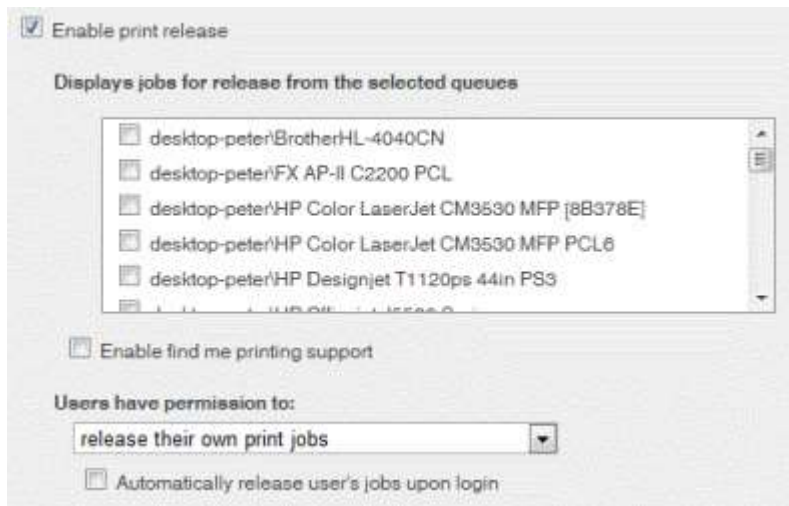 Enable print release
Displays jobs for release from the selected queues
desktop-peter\BrotherHL-4040CN
desktop-peter\FX AP-II C2200 PCL
desktop-peter\HP Color LaserJet CM3530 MFP [8B378E]
desktop-peter\HP Color LaserJet CM3530 MFP PCL6
desktop-peter\HP Designjet T1120ps 44in PS3
Enable find me printing support
Users have permission to:
release their own print jobs
Automatically release user's jobs upon login